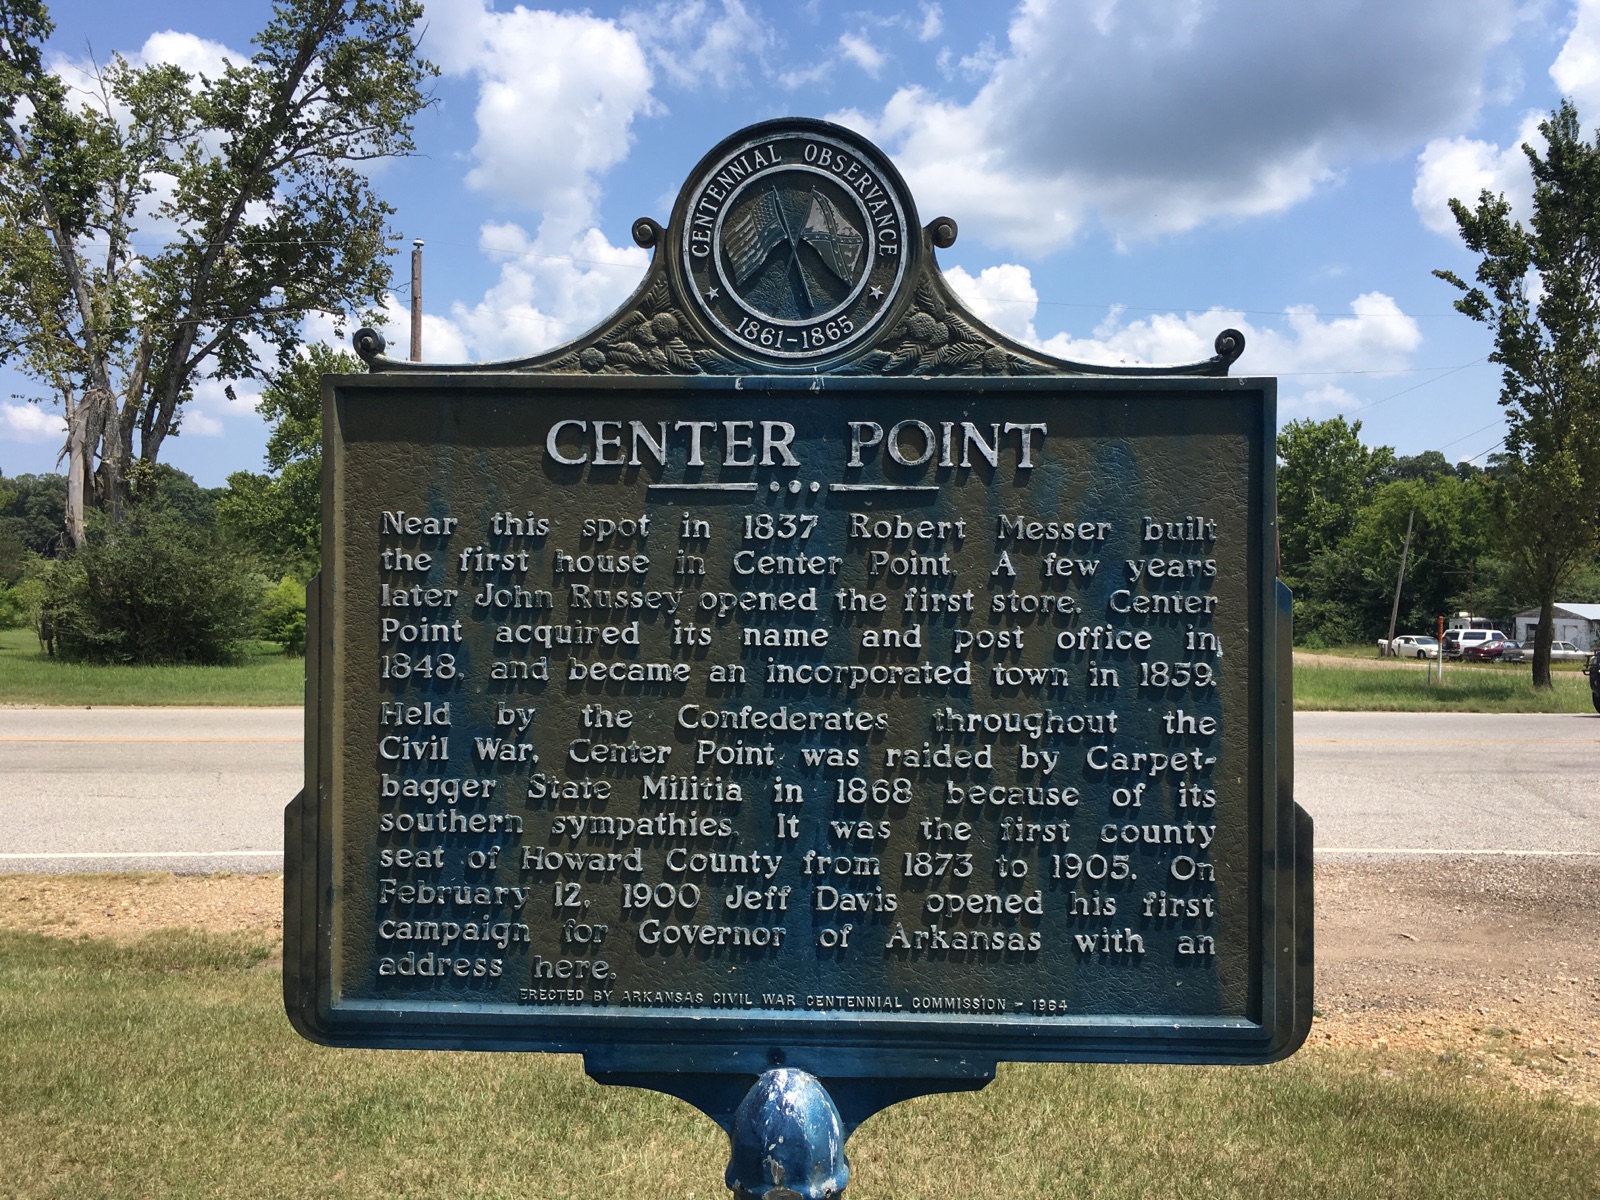 CENTENNIAL OBSERVANCE
1861-1865
CENTER POINT
Near this spot in 1837 Robert Messer built
the first house in Center Point. A few years
later John Russey opened the first store. Center
Point acquired its name and post office in
1848, and became an incorporated town in 1859.
Held by the Confederates throughout the
Civil War, Center Point was raided by Carpet-
bagger State Militia in 1868 because of its
southern sympathies. It was the first county
seat of Howard County from 1873 to 1905. On
February 12, 1900 Jeff Davis opened his first
campaign for Governor of Arkansas with an
address here.
ERECTED BY ARKANSAS CIVIL WAR CENTENNIAL COMMISSION - 1964